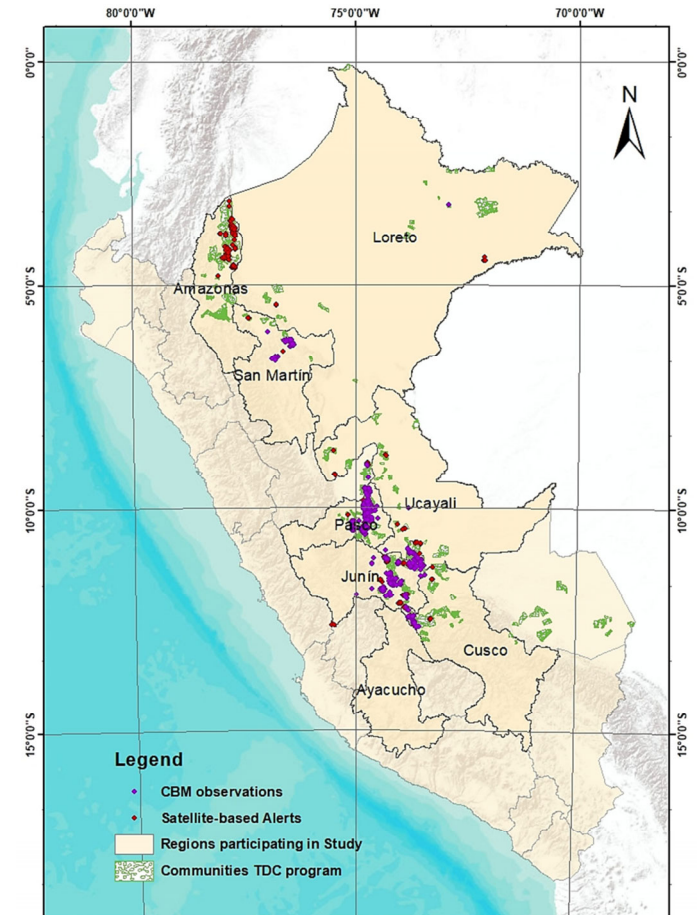 80°0'0"W 75°0'0"W 70°0'0"W
0°0'0" 0°0'0"
N
Loreto
5°0'0"S 5°0'0"S
Amazonas
San Martín
Ucayali
10°0'0"S 10°0'0"S
Pasco
Junín
Cusco
Ayacucho
15°0'0"S 15°0'0"S
Legend
CBM observations
Satellite-based Alerts
Regions participating in Study
Communities TDC program